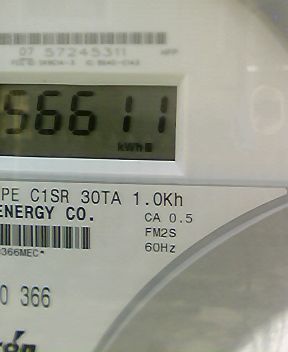 07 57245311
56611
kWh
PE C1SR 30TA 1.0Kh
ENERGY CO.
CA 0.5
FM2S
60Hz
366MEC*
0 366